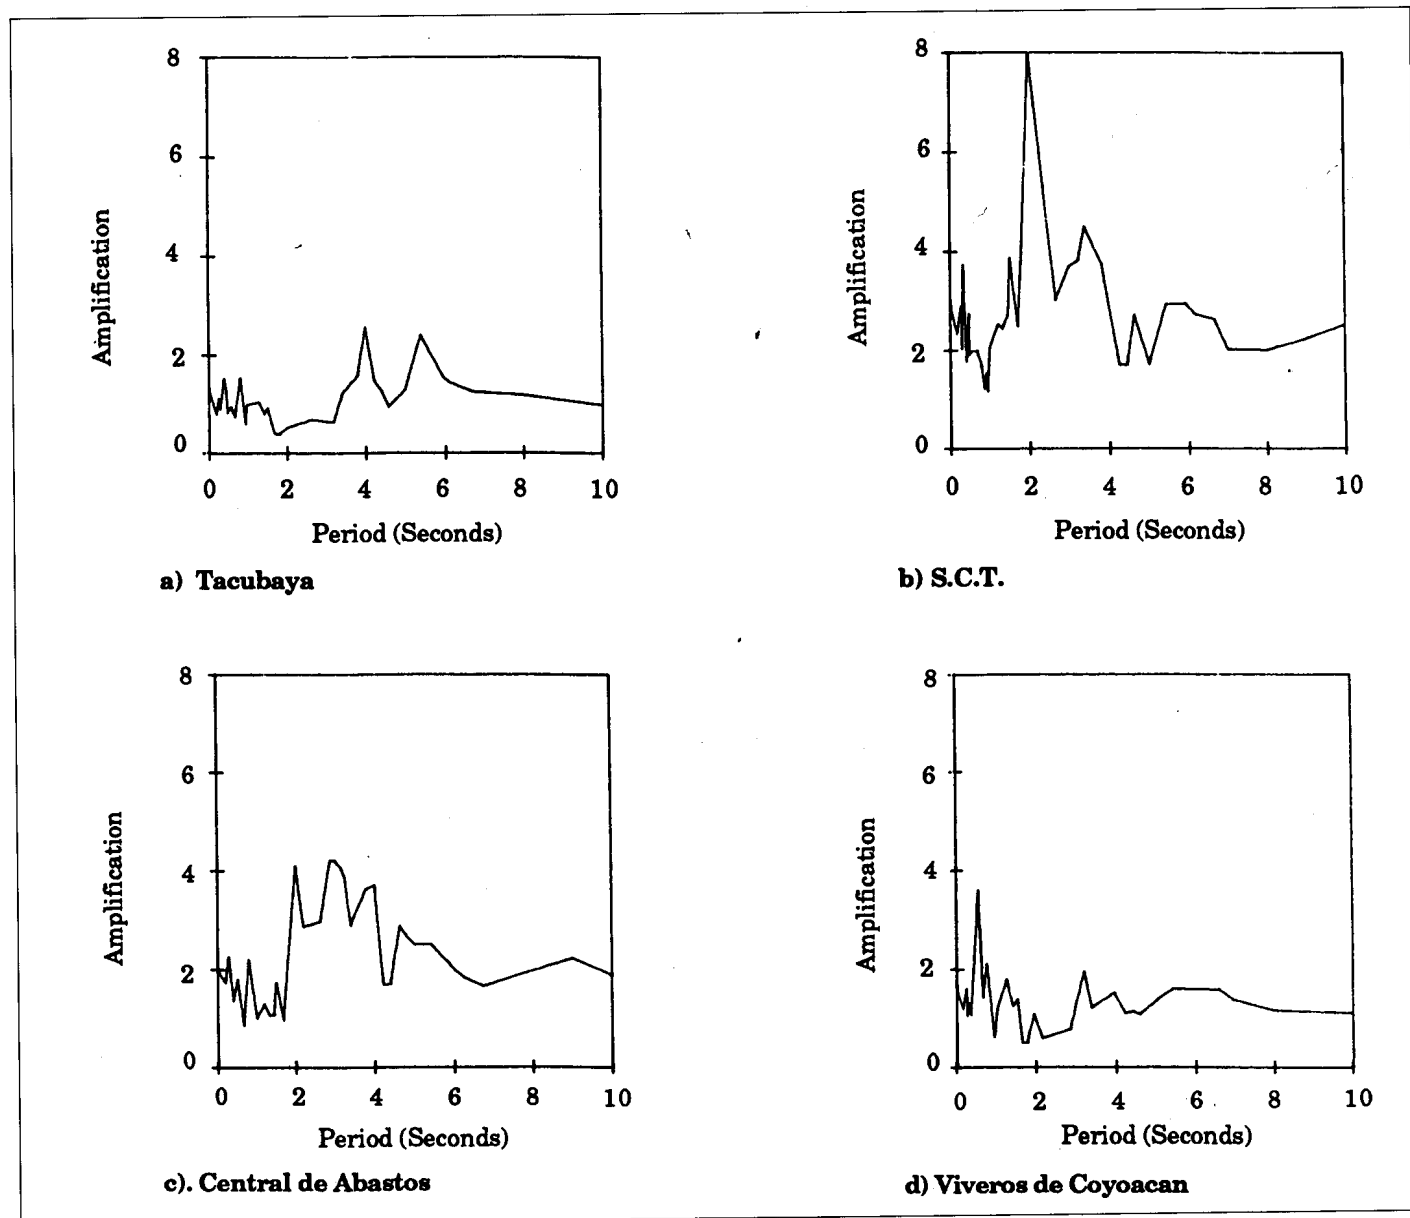 8
6
4
2
0
Amplification
0 2 4 6 8 10
Period (Seconds)
a) Tacubaya
8
6
4
2
0
Amplification
0 2 4 6 8 10
Period (Seconds)
b) S.C.T.
8
6
4
2
0
Amplification
0 2 4 6 8 10
Period (Seconds)
c). Central de Abastos
8
6
4
2
0
Amplification
0 2 4 6 8 10
Period (Seconds)
d) Viveros de Coyoacan